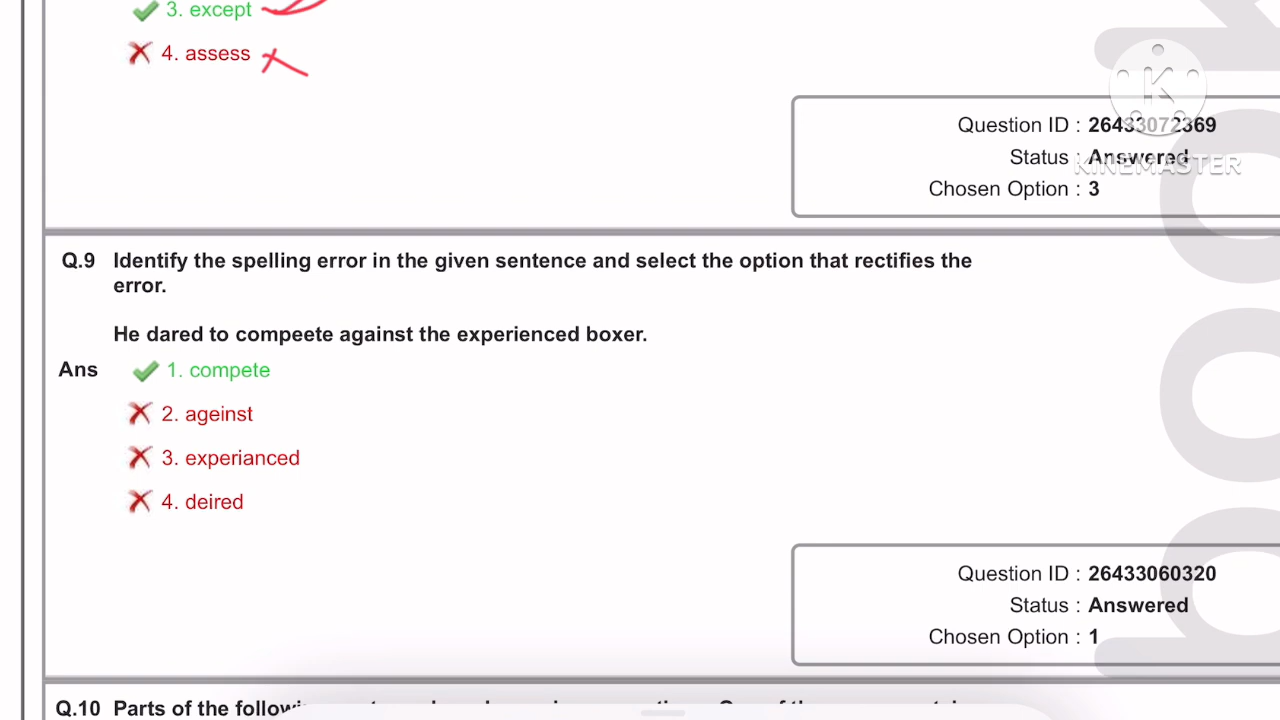 3. except
4. assess
Question ID : 26433072369
Status : Answered
Chosen Option : 3
KINEMASTER
Q.9 Identify the spelling error in the given sentence and select the option that rectifies the
error.
He dared to compeete against the experienced boxer.
Ans 1. compete
2. ageinst
3. experianced
4. deired
Question ID : 26433060320
Status : Answered
Chosen Option : 1
Q.10 Parts of the